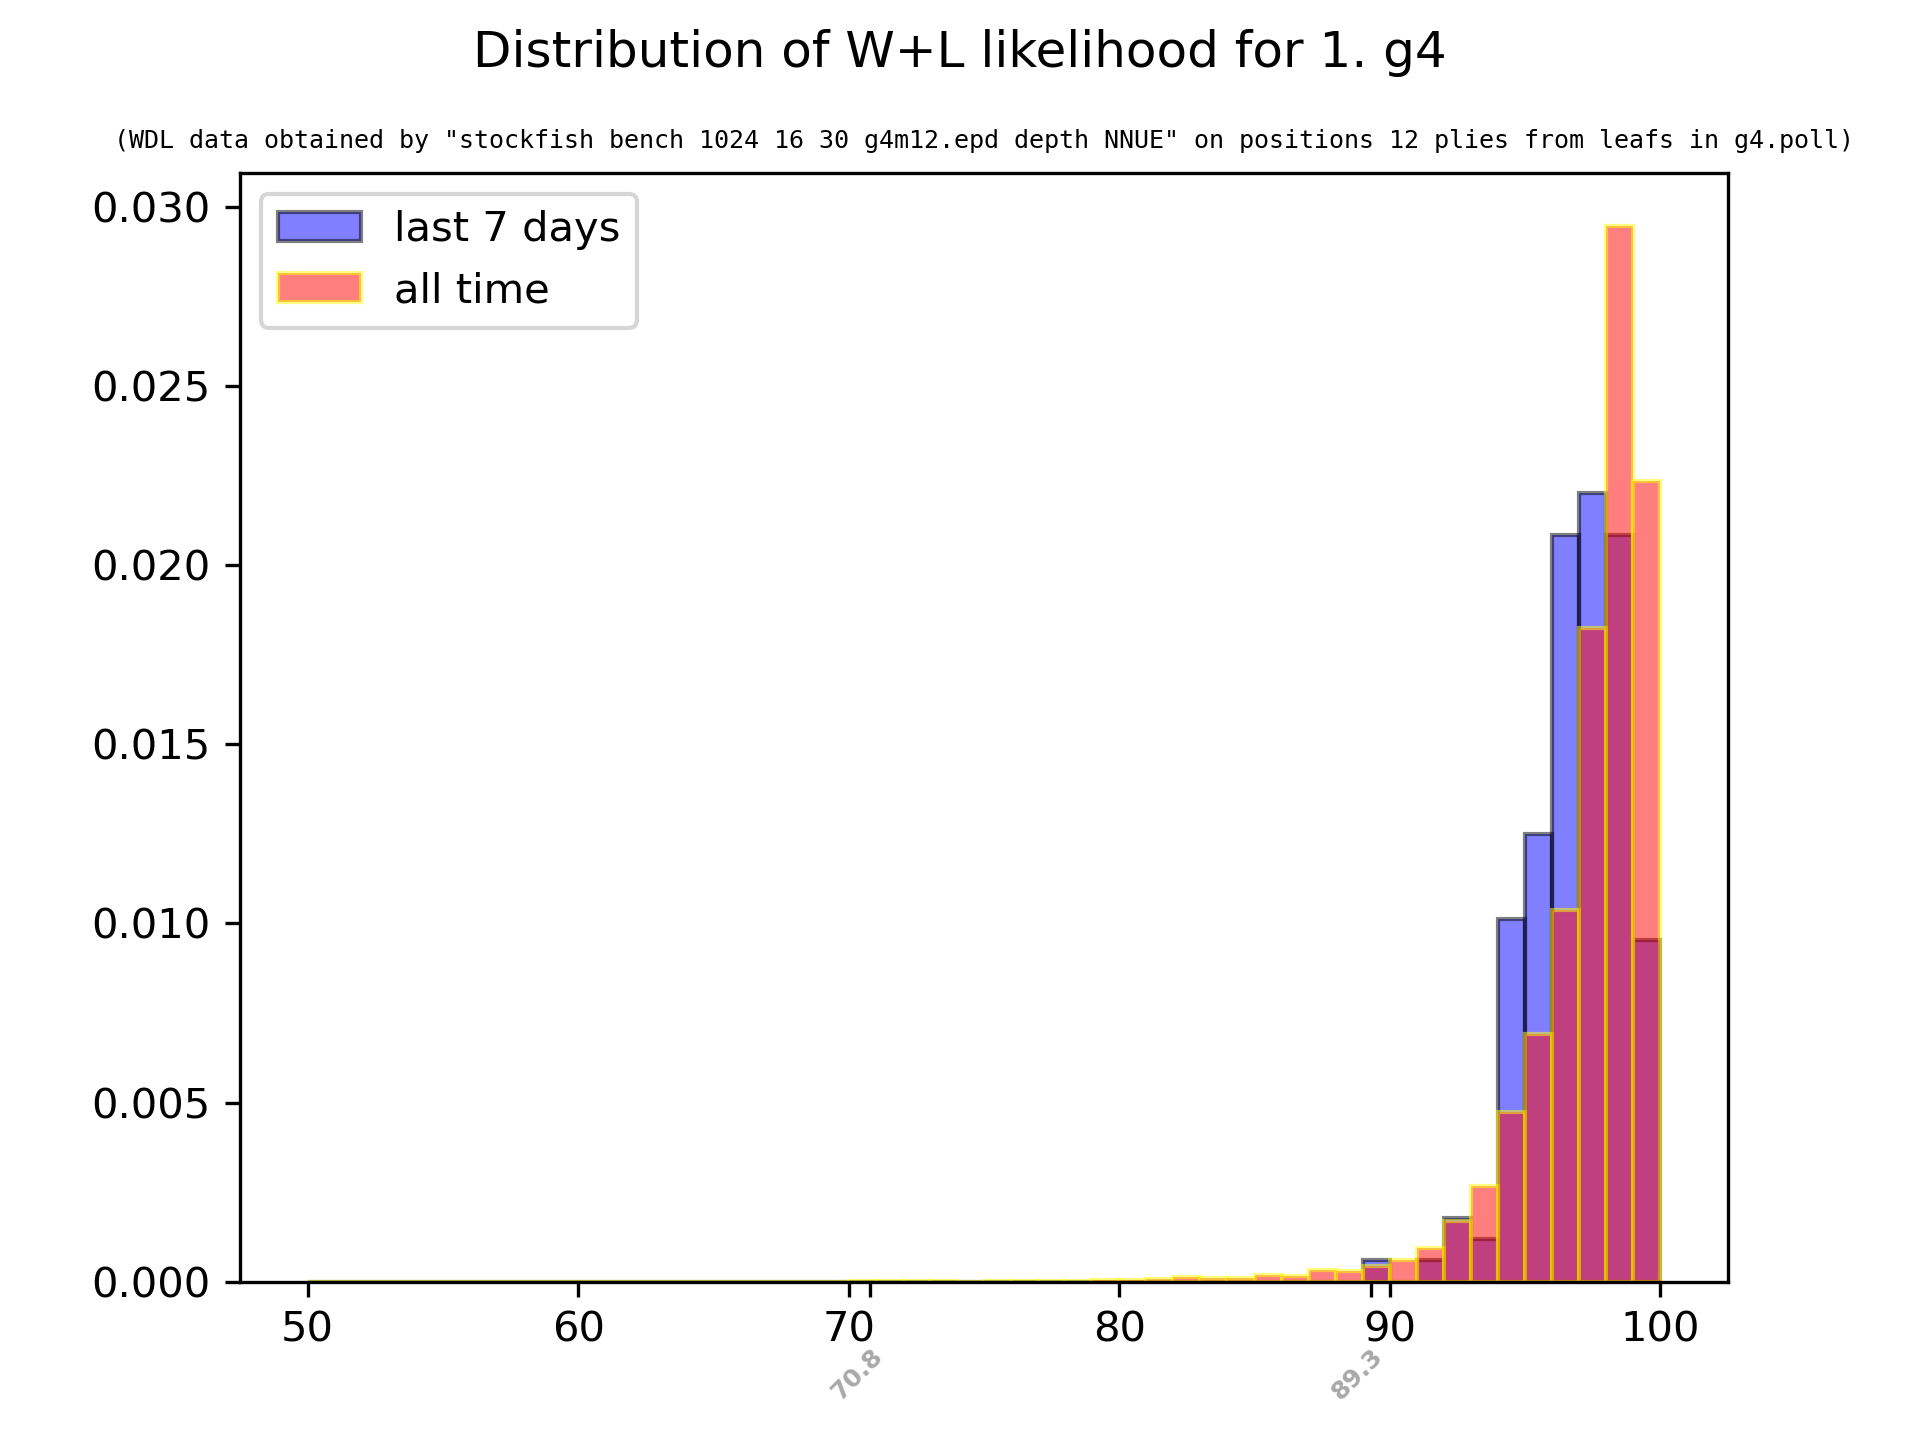 Distribution of W+L likelihood for 1. g4
(WDL data obtained by "stockfish bench 1024 16 30 g4m12.epd depth NNUE" on positions 12 plies from leafs in g4.poll)
last 7 days
all time
0.030
0.025
0.020
0.015
0.010
0.005
0.000
50 60 70 80 90 100
70.8 89.3